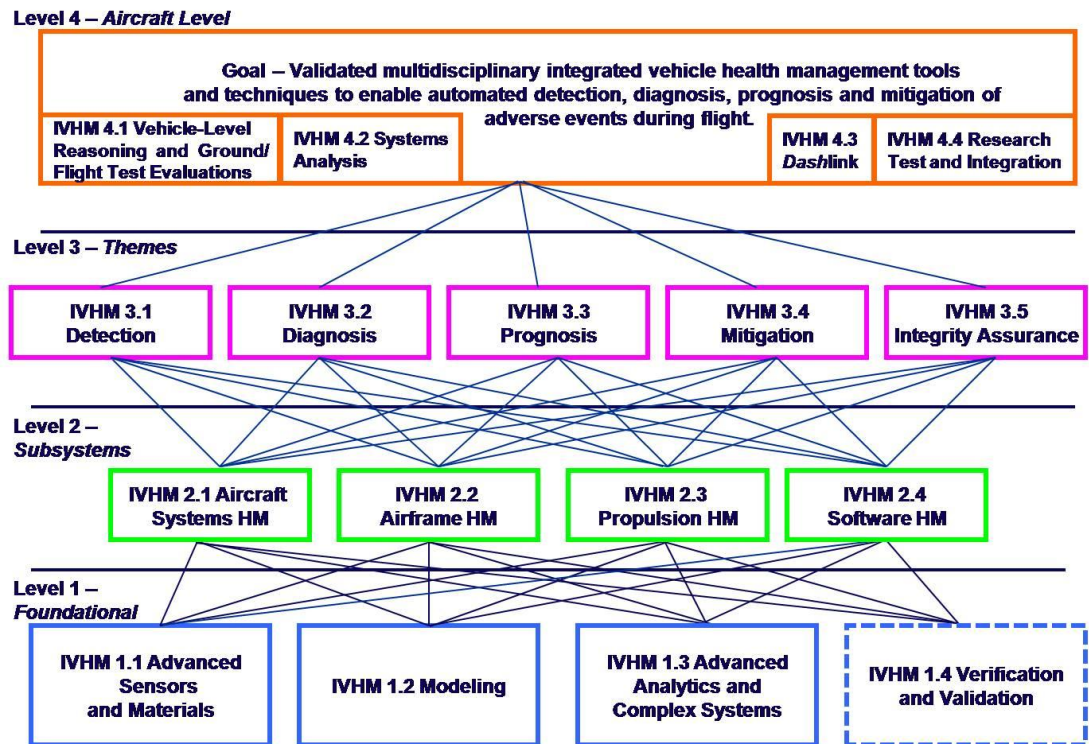 Level 4 – Aircraft Level
Goal – Validated multidisciplinary integrated vehicle health management tools
and techniques to enable automated detection, diagnosis, prognosis and mitigation of
adverse events during flight.
IVHM 4.1 Vehicle-Level
Reasoning and Ground/
Flight Test Evaluations
IVHM 4.2 Systems
Analysis
IVHM 4.3
Dashlink
IVHM 4.4 Research
Test and Integration
Level 3 – Themes
IVHM 3.1
Detection
IVHM 3.2
Diagnosis
IVHM 3.3
Prognosis
IVHM 3.4
Mitigation
IVHM 3.5
Integrity Assurance
Level 2 –
Subsystems
IVHM 2.1 Aircraft
Systems HM
IVHM 2.2
Airframe HM
IVHM 2.3
Propulsion HM
IVHM 2.4
Software HM
Level 1 –
Foundational
IVHM 1.1 Advanced
Sensors
and Materials
IVHM 1.2 Modeling
IVHM 1.3 Advanced
Analytics and
Complex Systems
IVHM 1.4 Verification
and Validation